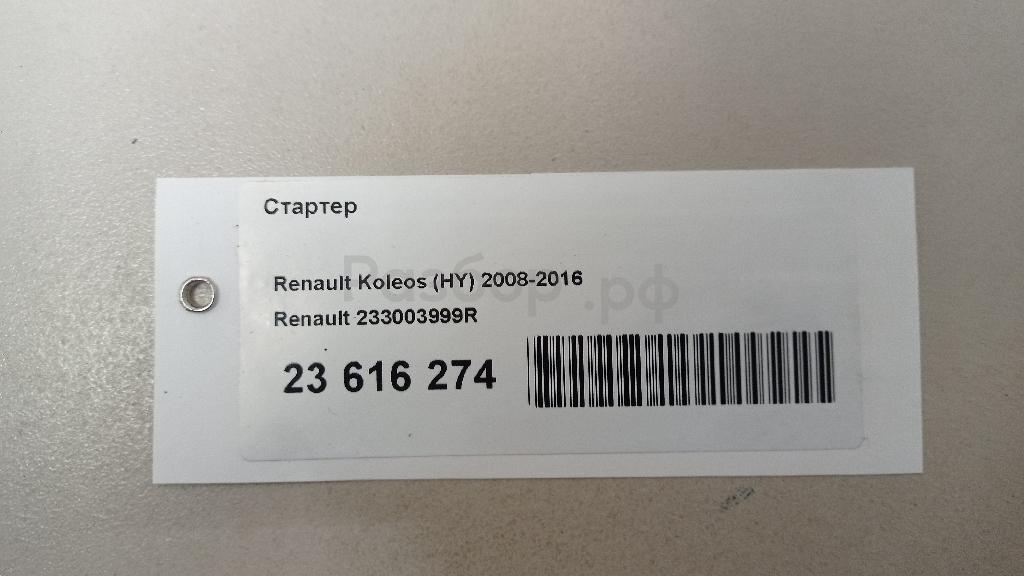 Стартер
Разбор.рф
Renault Koleos (HY) 2008-2016
Renault 233003999R
23 616 274